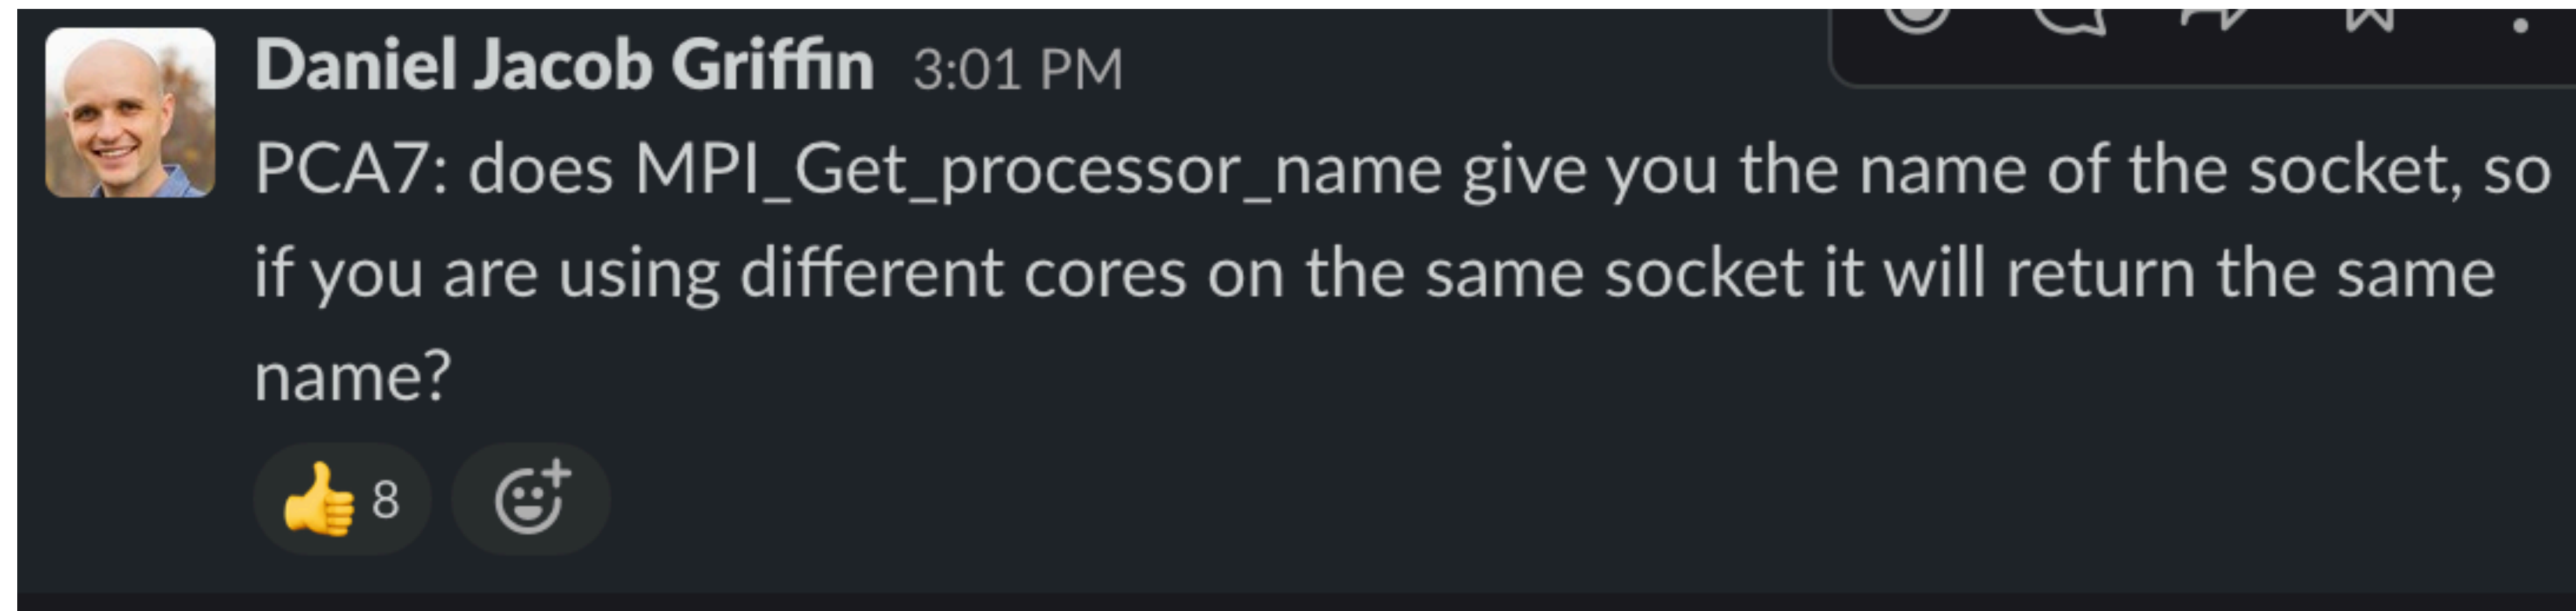 Daniel Jacob Griffin 3:01 PM
PCA7: does MPI_Get_processor_name give you the name of the socket, so
if you are using different cores on the same socket it will return the same
name?
👍 8